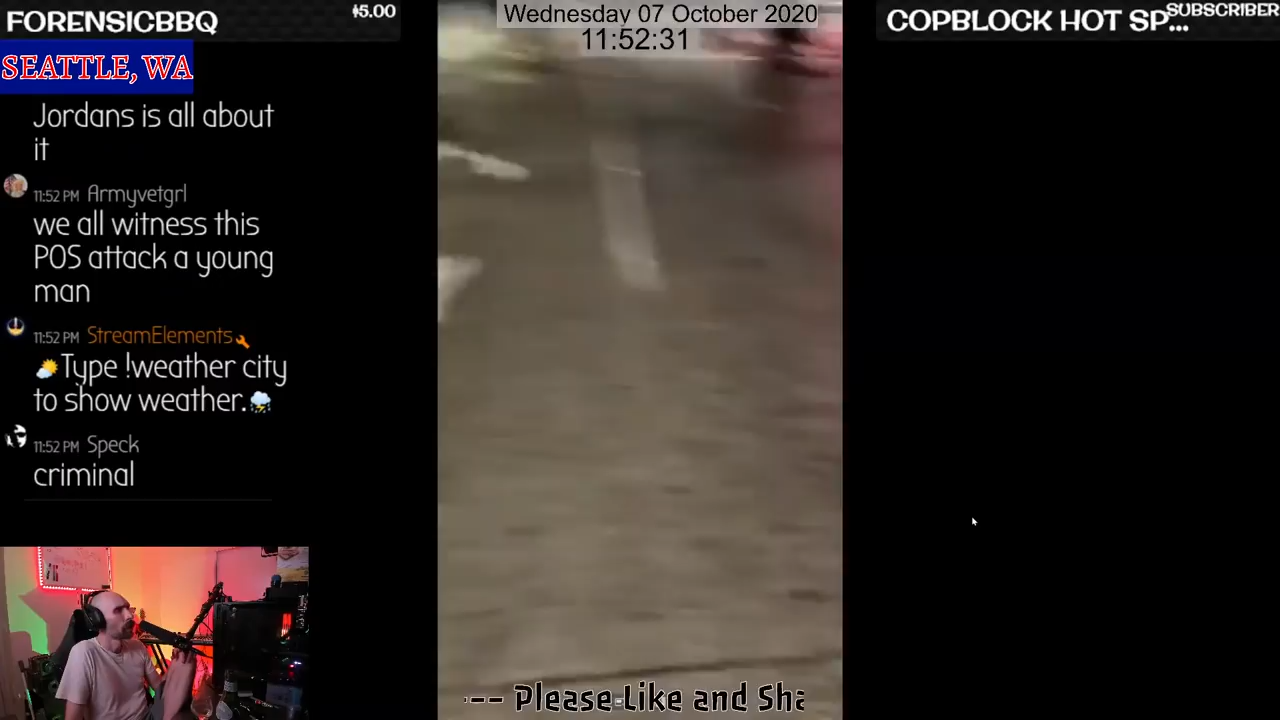 FORENSICBBQ
$5.00
SEATTLE, WA
Jordans is all about
it
11:52 PM Armyvetgrl
we all witness this
POS attack a young
man
11:52 PM StreamElements
Type !weather city
to show weather.
11:52 PM Speck
criminal
Wednesday 07 October 2020
11:52:31
COPBLOCK HOT SP...
SUBSCRIBER
-- Please Like and Sha